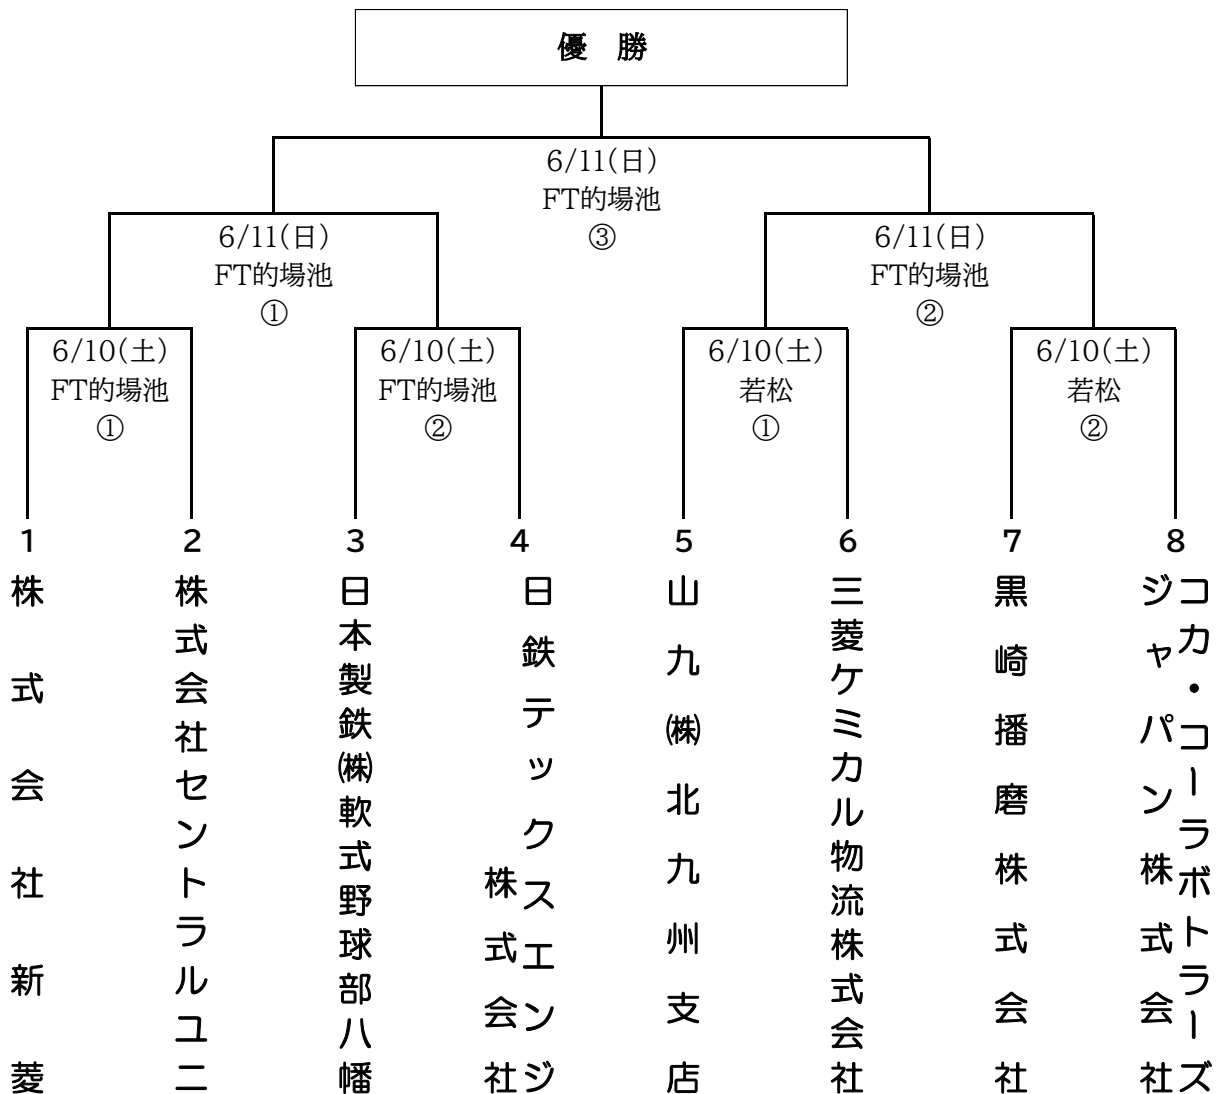 優 勝
6/11(日)
FT的場池
③
6/11(日)
FT的場池
①
6/11(日)
FT的場池
②
6/10(土)
FT的場池
①
6/10(土)
FT的場池
②
6/10(土)
若松
①
6/10(土)
若松
②
1
株式会社新菱
2
株式会社セントラルユニ
3
日本製鉄㈱軟式野球部八幡
4
日鉄テックスエンジ
株式会社
5
山九㈱北九州支店
6
三菱ケミカル物流株式会社
7
黒崎播磨株式会社
8
コカ・コーラボトラーズ
ジャパン株式会社